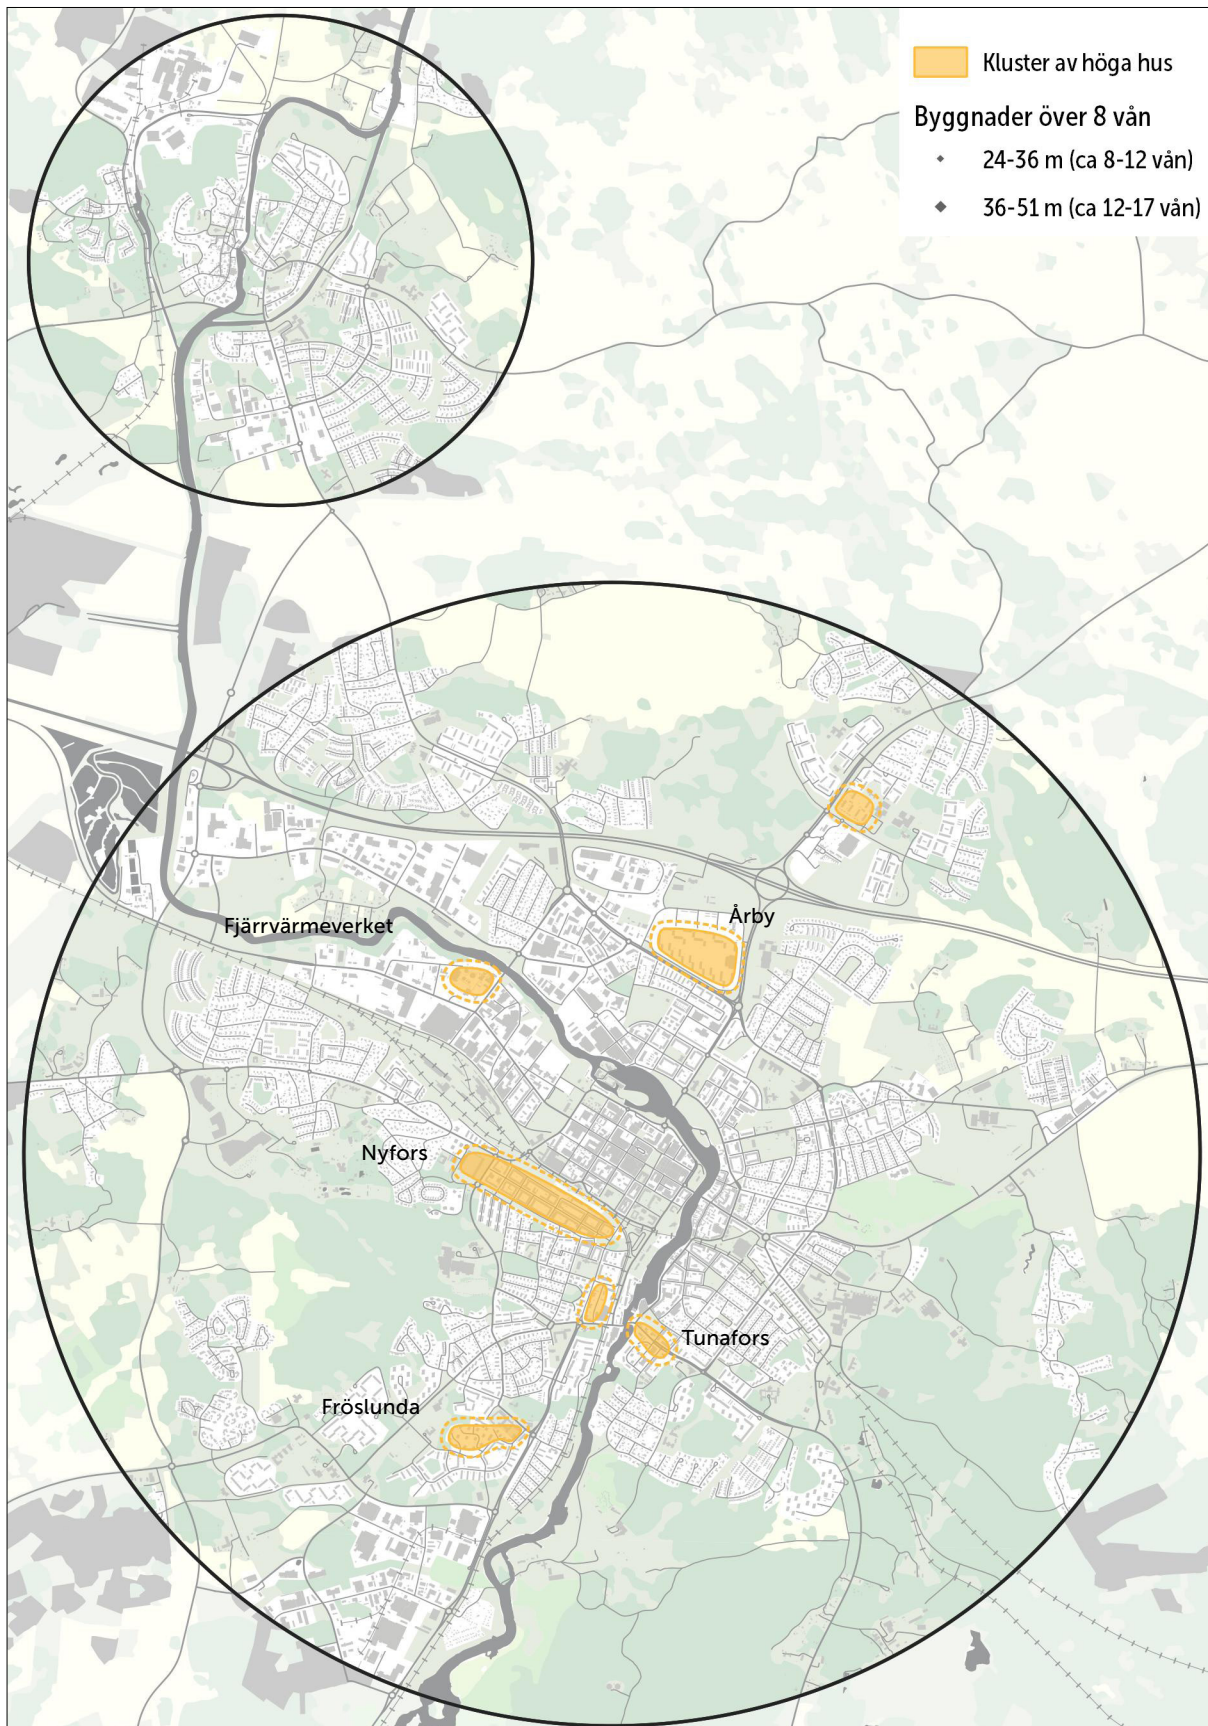 Kluster av höga hus
Byggnader över 8 vån
24-36 m (ca 8-12 vån)
36-51 m (ca 12-17 vån)
Årby
Fjärrvärmeverket
Nyfors
Tunafors
Fröslunda